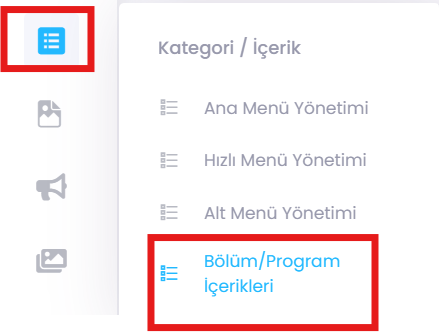 Kategori / İçerik
Ana Menü Yönetimi
Hızlı Menü Yönetimi
Alt Menü Yönetimi
Bölüm/Program
İçerikleri